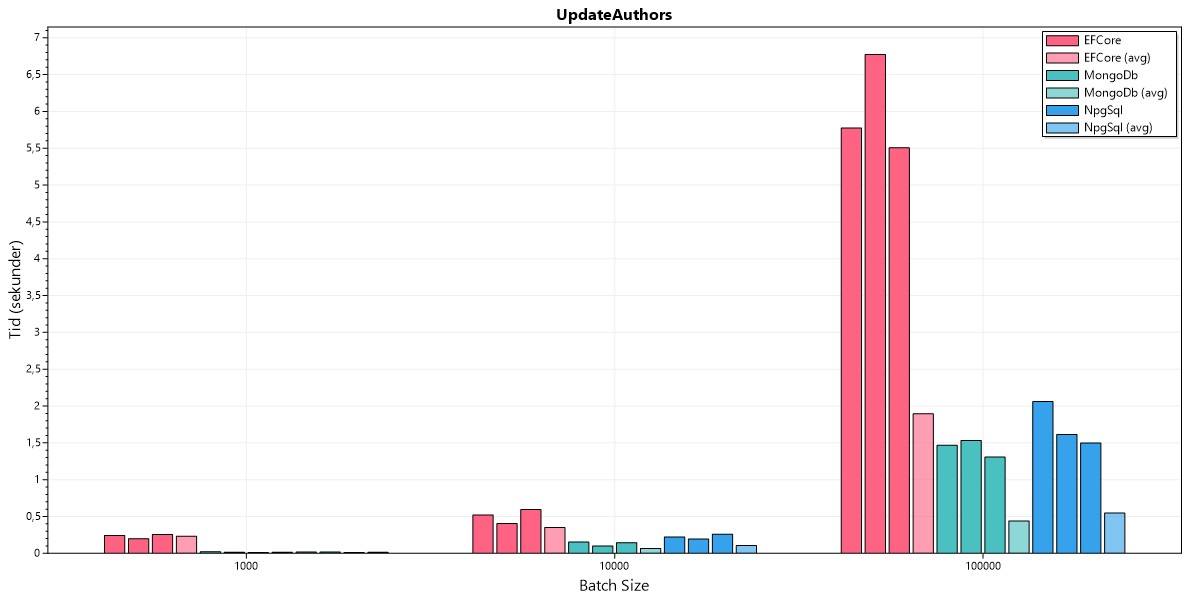 UpdateAuthors
EFCore
EFCore (avg)
MongoDb
MongoDb (avg)
NpgSql
NpgSql (avg)
Tid (sekunder)
7
6,5
6
5,5
5
4,5
4
3,5
3
2,5
2
1,5
1
0,5
0
1000
10000
100000
Batch Size